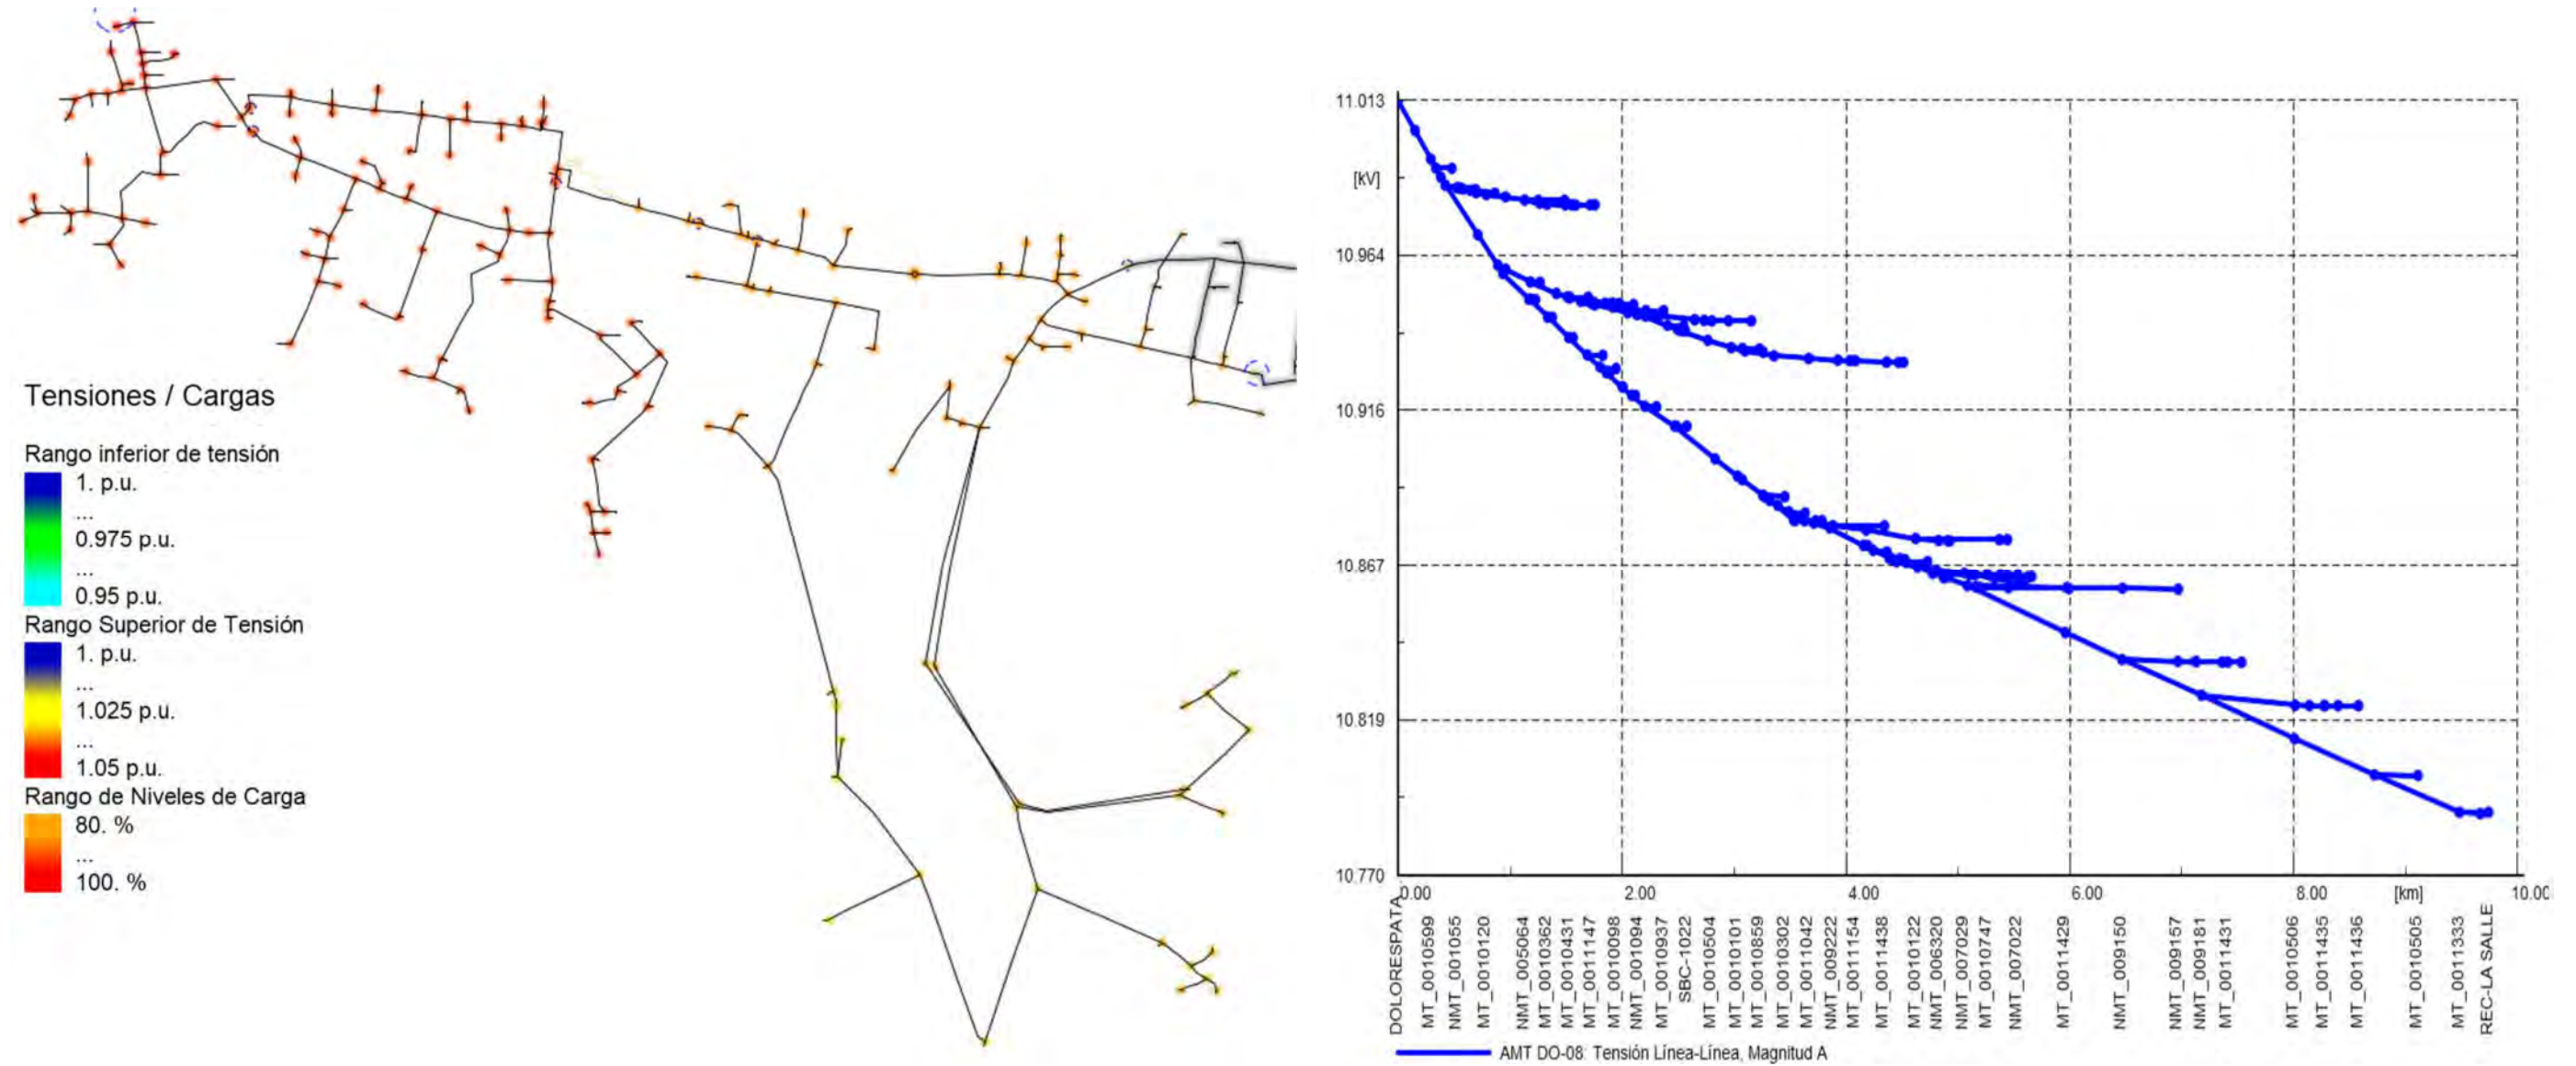 Tensiones / Cargas
Rango inferior de tensión
1. p.u.
...
0.975 p.u.
...
0.95 p.u.
Rango Superior de Tensión
1. p.u.
...
1.025 p.u.
...
1.05 p.u.
Rango de Niveles de Carga
80. %
...
100. %
11.013
[kV]
10.964
10.916
10.867
10.819
10.770
0.00
2.00
4.00
6.00
8.00
[km]
10.00
DOLORESPATA
MT_0010599
NMT_001055
MT_0010120
NMT_005064
MT_0010362
MT_0010431
MT_0011147
MT_0010098
NMT_001094
MT_0010937
SBC-1022
MT_0010504
MT_0010101
MT_0010859
MT_0010302
MT_0011042
NMT_009222
MT_0011154
MT_0011438
MT_0010122
NMT_006320
NMT_007029
MT_0010747
NMT_007022
MT_0011429
NMT_009150
NMT_009157
NMT_009181
MT_0011431
MT_0010506
MT_0011435
MT_0011436
MT_0010505
MT_0011333
REC-LA SALLE
AMT DO-08: Tensión Línea-Línea, Magnitud A